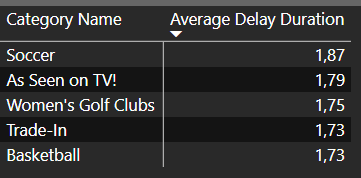 Category Name Average Delay Duration
Soccer 1,87
As Seen on TV! 1,79
Women's Golf Clubs 1,75
Trade-In 1,73
Basketball 1,73